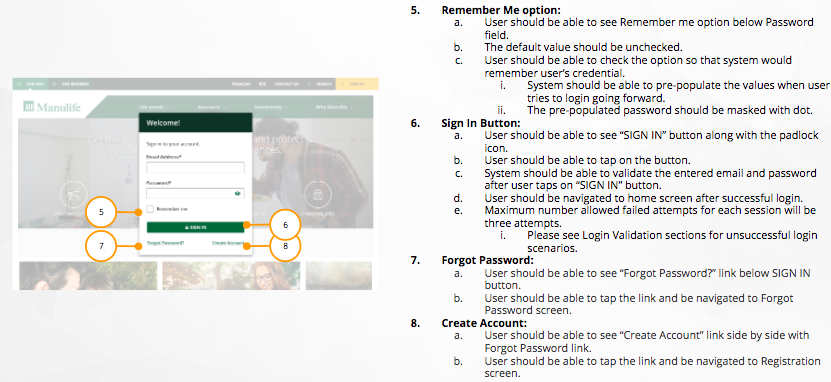 FOR YOU
FOR BUSINESS
FRANÇAIS
CONTACT US
SEARCH
SIGN IN
Manulife
Life events
Insurance
Investments
Why Manulife
Welcome!
Sign in to your account.
Email Address*
Password*
Remember me
SIGN IN
Forgot Password?
Create Account
5
6
7
8
5. Remember Me option:
a. User should be able to see Remember me option below Password
field.
b. The default value should be unchecked.
c. User should be able to check the option so that system would
remember user's credential.
i. System should be able to pre-populate the values when user
tries to login going forward.
ii. The pre-populated password should be masked with dot.
6. Sign In Button:
a. User should be able to see “SIGN IN” button along with the padlock
icon.
b. User should be able to tap on the button.
c. System should be able to validate the entered email and password
after user taps on “SIGN IN” button.
d. User should be navigated to home screen after successful login.
e. Maximum number allowed failed attempts for each session will be
three attempts.
i. Please see Login Validation sections for unsuccessful login
scenarios.
7. Forgot Password:
a. User should be able to see “Forgot Password?” link below SIGN IN
button.
b. User should be able to tap the link and be navigated to Forgot
Password screen.
8. Create Account:
a. User should be able to see “Create Account” link side by side with
Forgot Password link.
b. User should be able to tap the link and be navigated to Registration
screen.